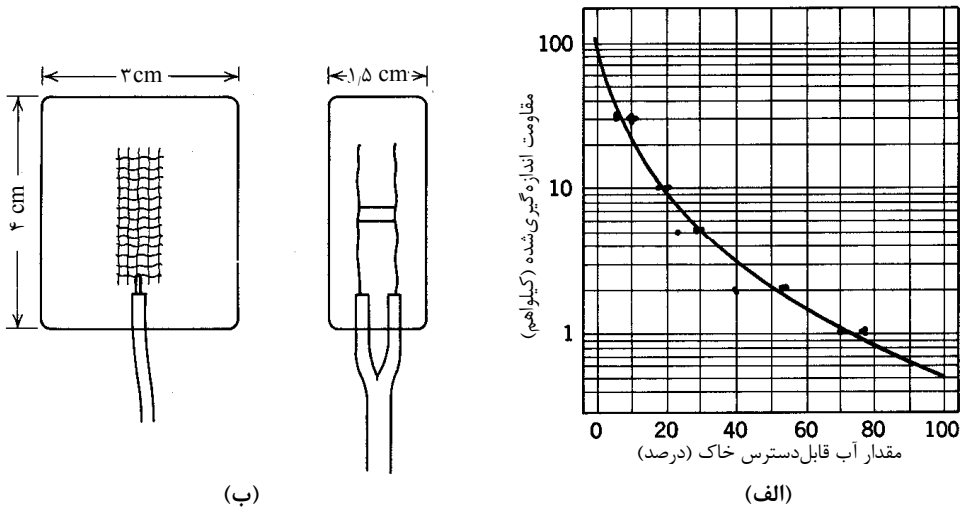 100
10
1
مقاومت اندازه‌گیری‌شده (کیلواهم)
0 20 40 60 80 100
مقدار آب قابل‌دسترس خاک (درصد)
(الف)
۳cm
۱٫۵ cm
۴ cm
(ب)